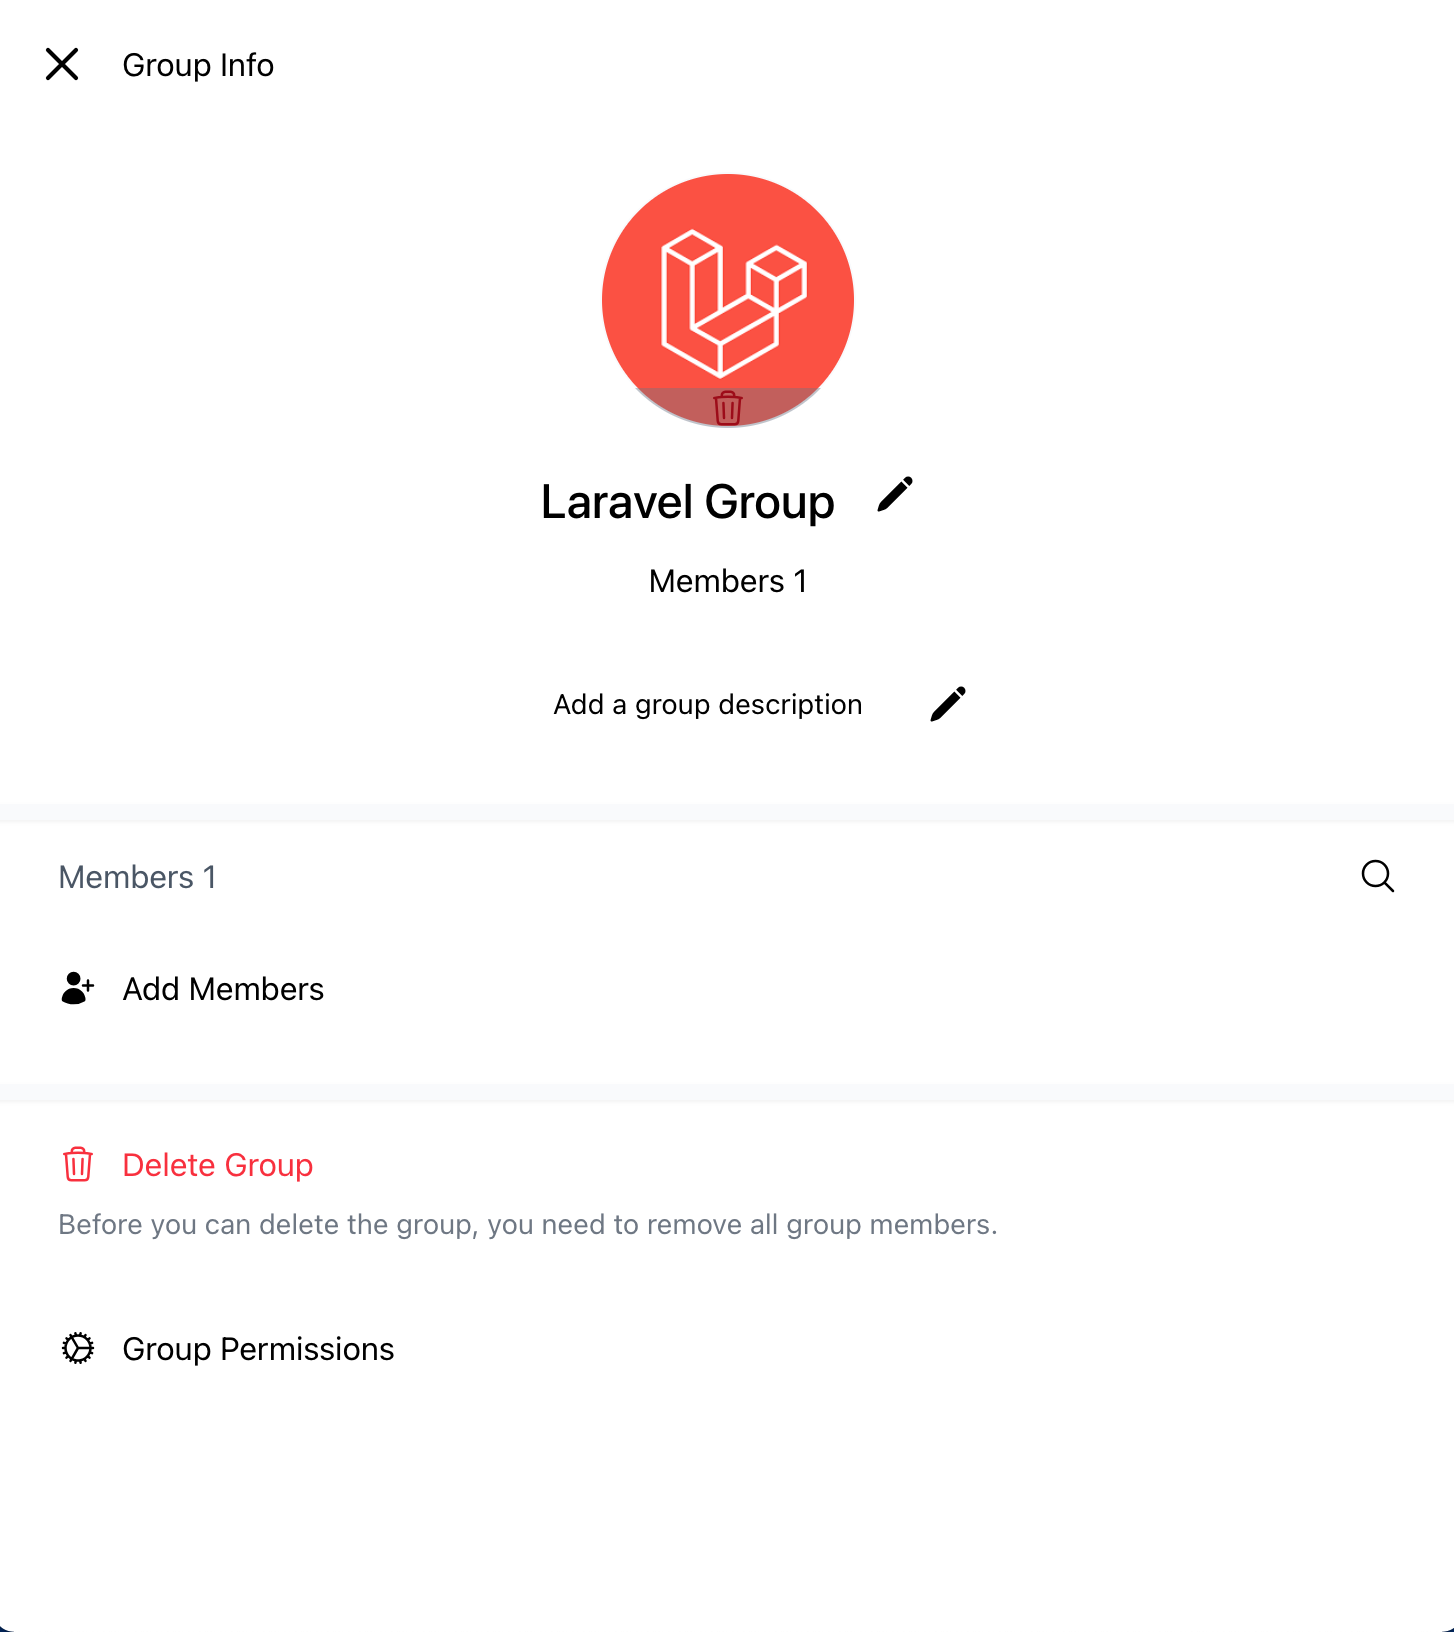 Group Info
Laravel Group
Members 1
Add a group description
Members 1
Add Members
Delete Group
Before you can delete the group, you need to remove all group members.
Group Permissions